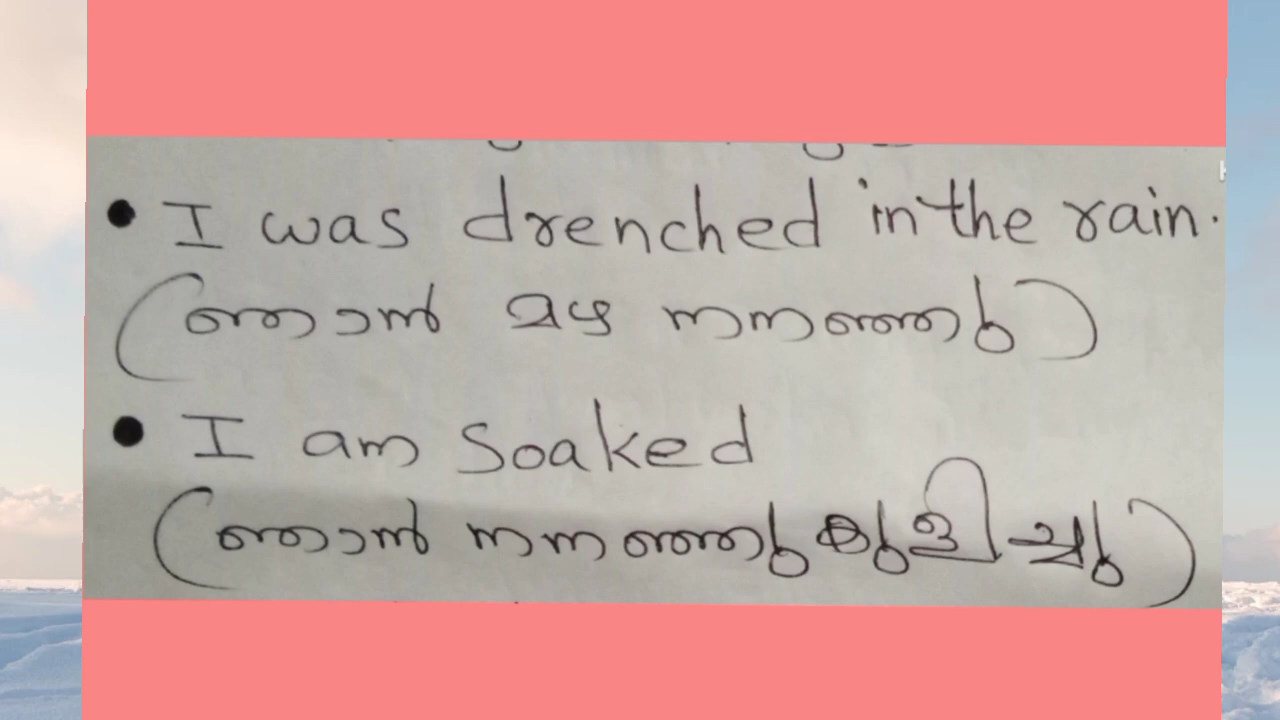 • I was drenched in the rain.
(ഞാൻ മഴ നനഞ്ഞു)
• I am Soaked
(ഞാൻ നനഞ്ഞുകുളിച്ചു)